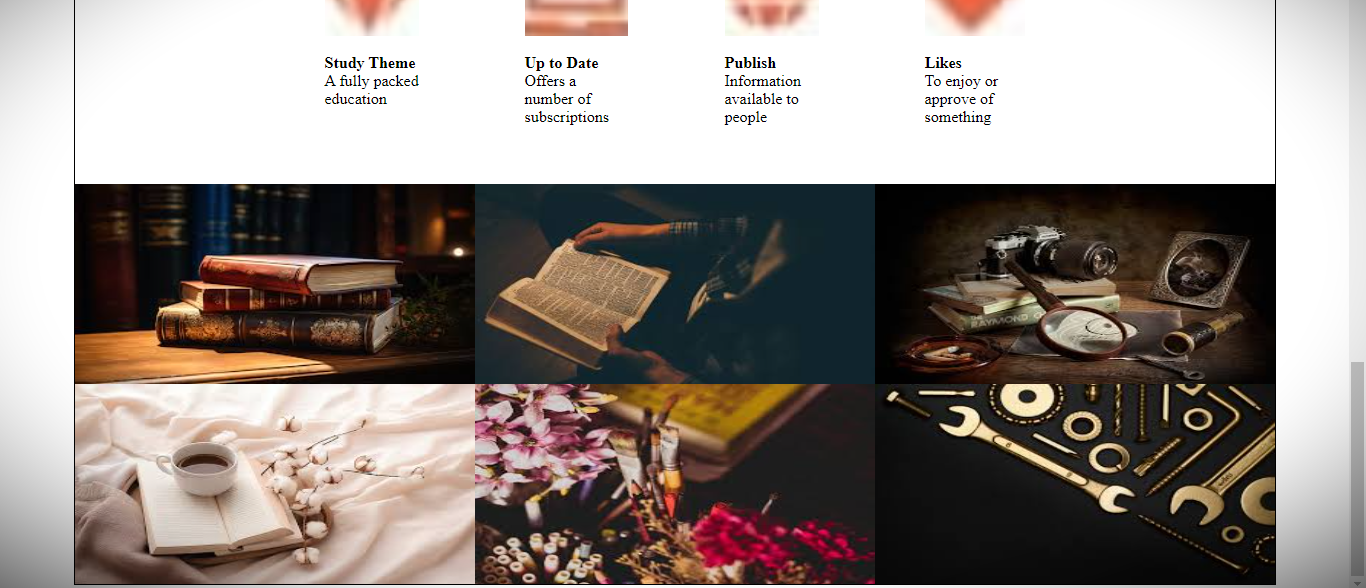 Study Theme
A fully packed
education
Up to Date
Offers a
number of
subscriptions
Publish
Information
available to
people
Likes
To enjoy or
approve of
something
RAYMOND